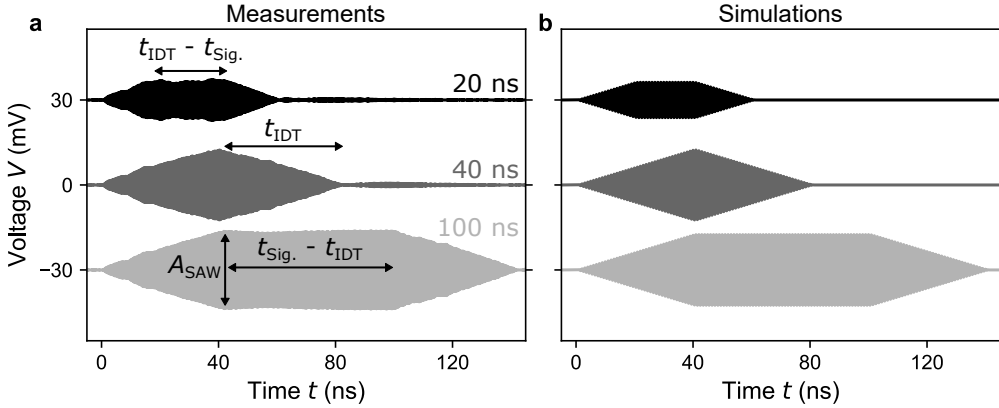 Measurements
Simulations
a
b
t_IDT - t_Sig.
20 ns
t_IDT
40 ns
100 ns
t_Sig. - t_IDT
A_SAW
Voltage V (mV)
30
0
−30
0
40
80
120
0
40
80
120
Time t (ns)
Time t (ns)